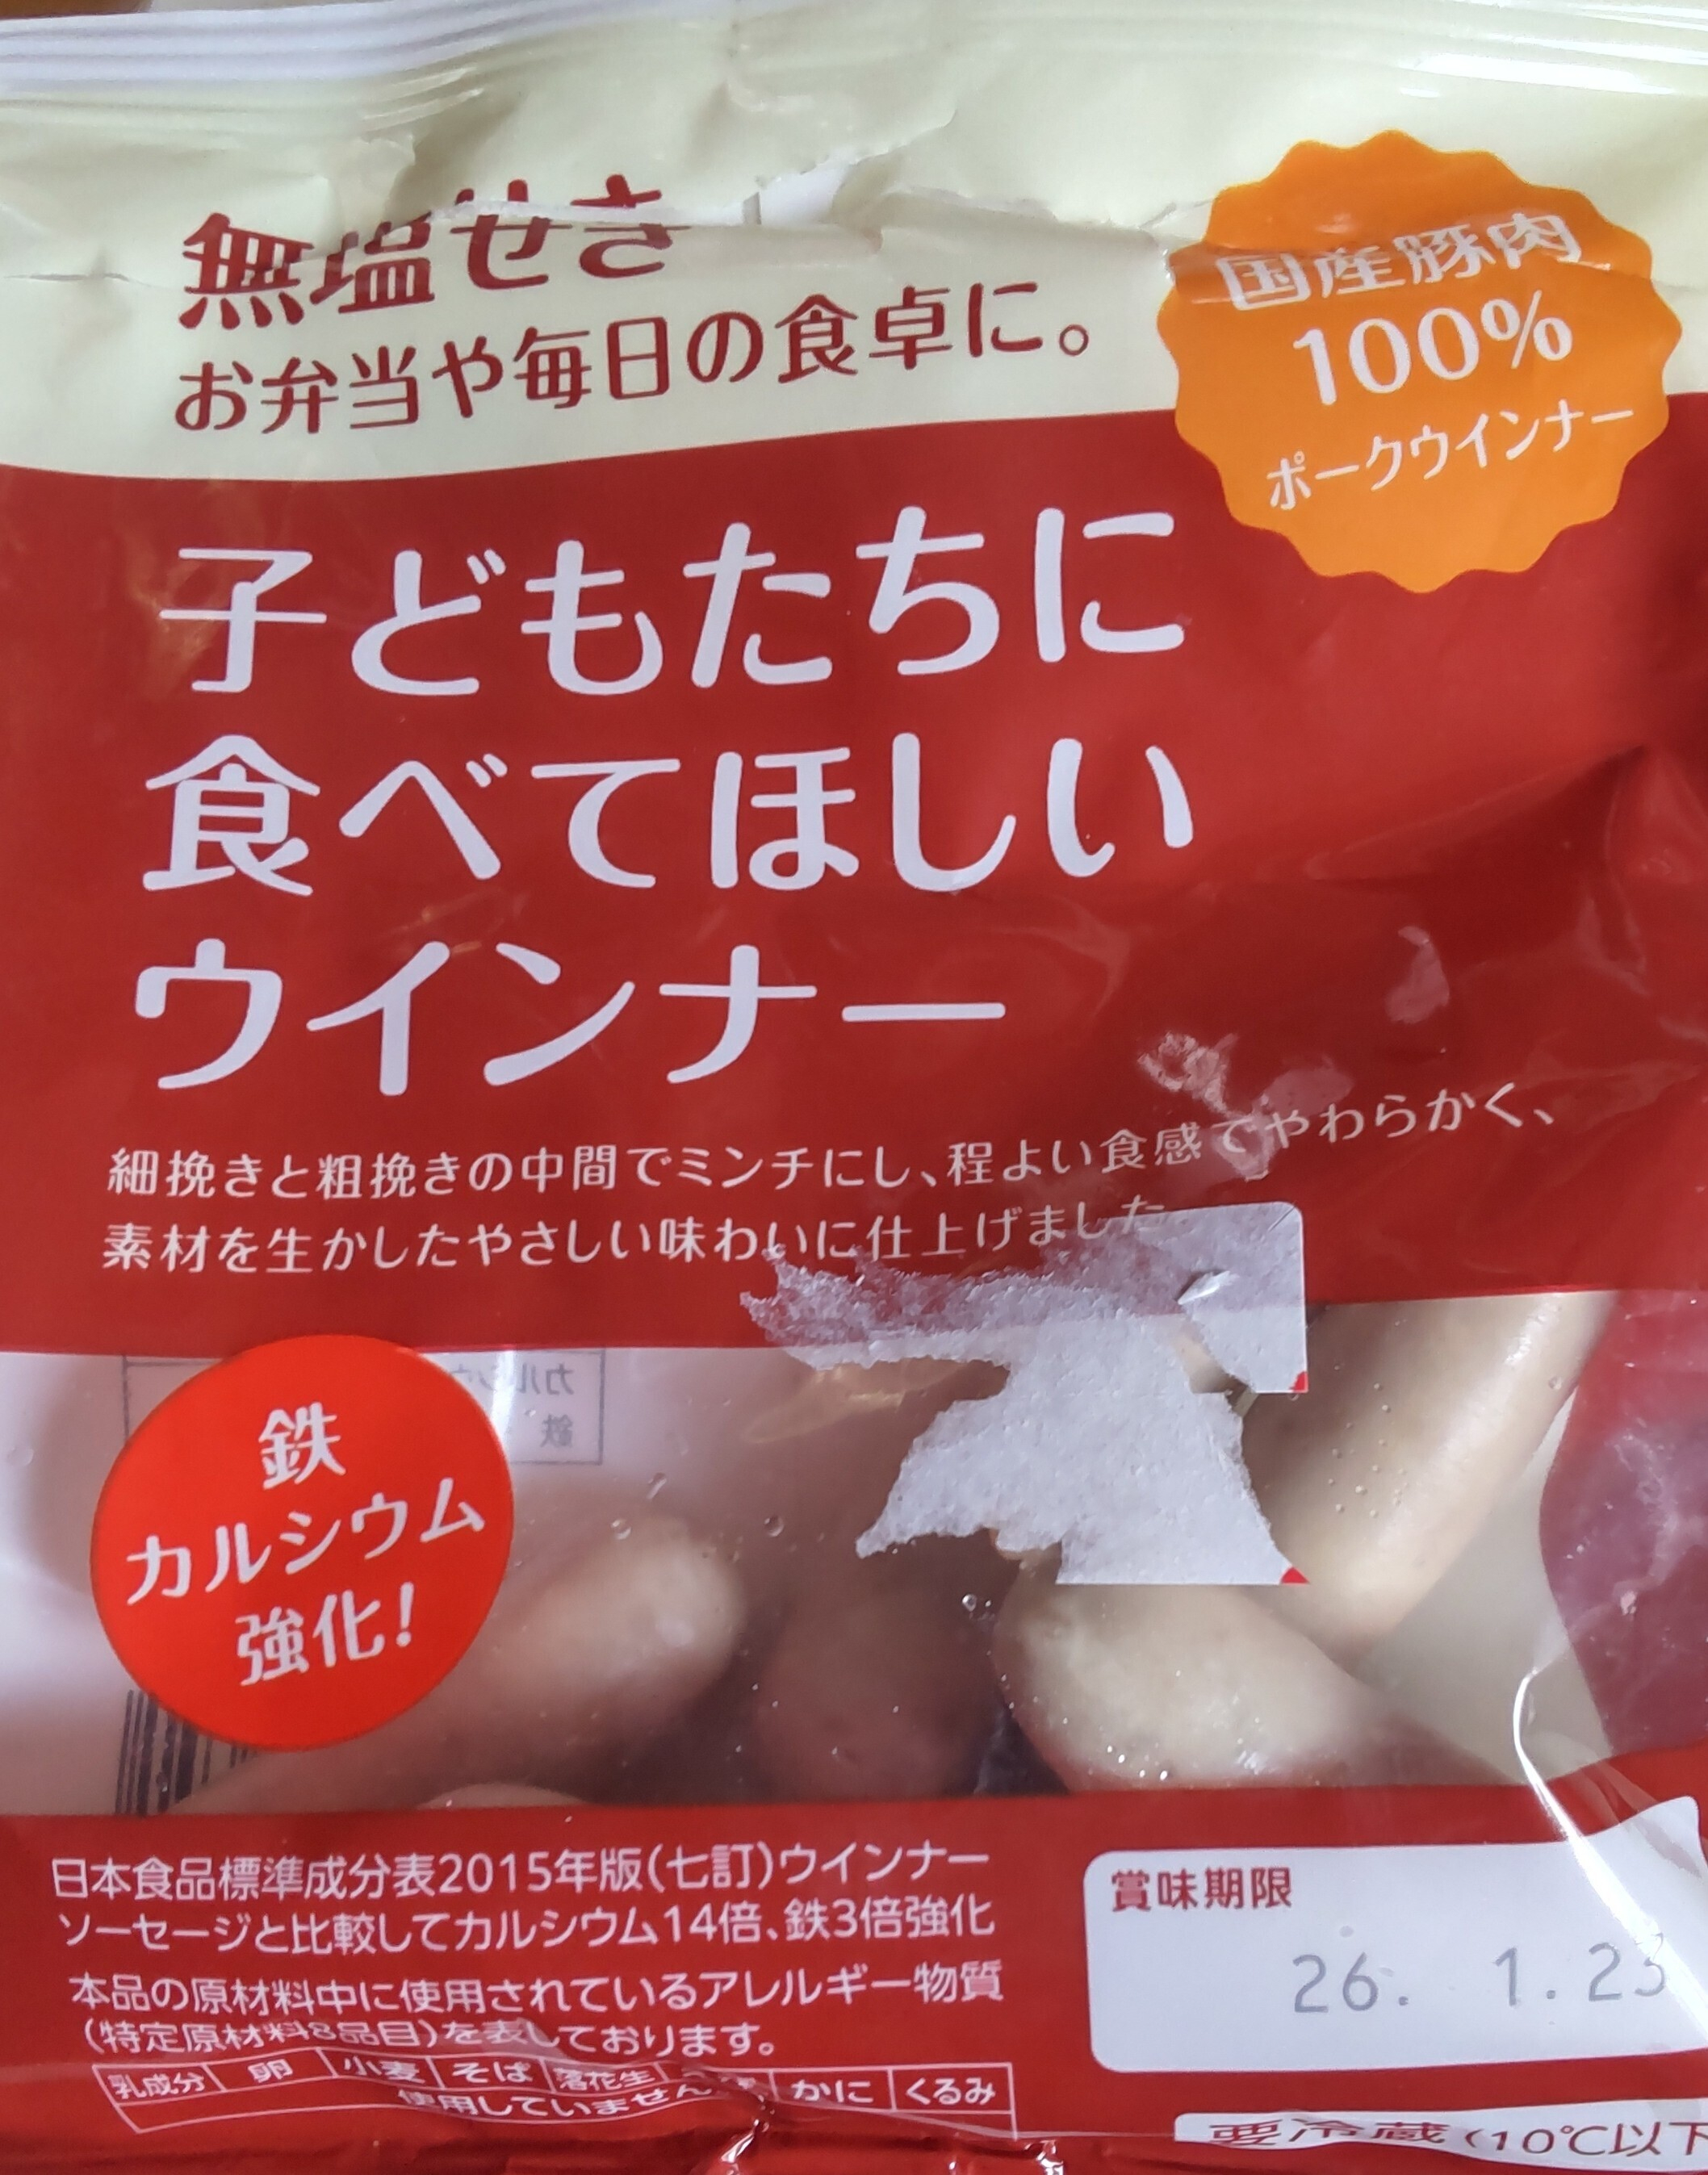 無塩せき
お弁当や毎日の食卓に。
国産豚肉
100%
ポークウインナー
子どもたちに
食べてほしい
ウインナー
細挽きと粗挽きの中間でミンチにし、程よい食感でやわらかく、
素材を生かしたやさしい味わいに仕上げました
カルシウ
鉄
鉄
カルシウム
強化!
日本食品標準成分表2015年版(七訂)ウインナー
ソーセージと比較してカルシウム14倍、鉄3倍強化
本品の原材料中に使用されているアレルギー物質
(特定原材料8品目)を表しております。
乳成分 卵 小麦 そば 落花生 かに くるみ
使用していません
賞味期限
26. 1.23
要冷蔵(10℃以下